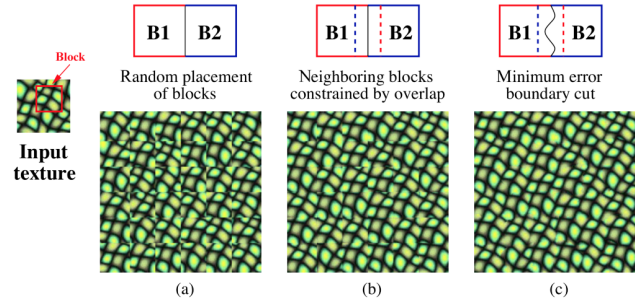 Block
Input
texture
B1 B2
Random placement
of blocks
(a)
B1 B2
Neighboring blocks
constrained by overlap
(b)
B1 B2
Minimum error
boundary cut
(c)